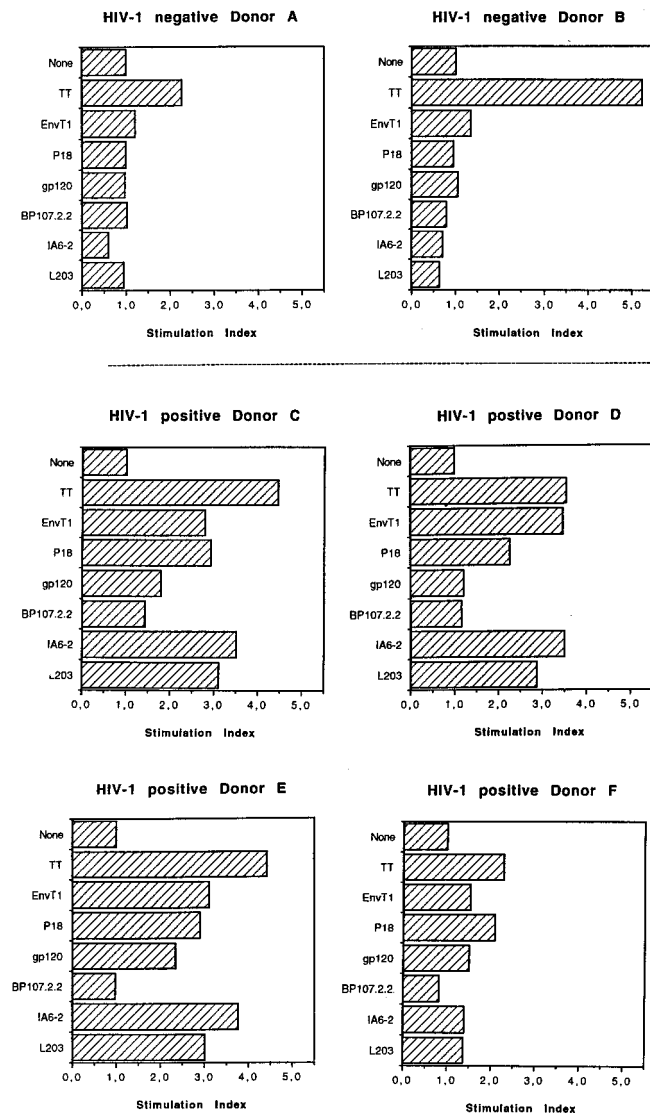 HIV-1 negative Donor A
None
TT
EnvT1
P18
gp120
BP107.2.2
IA6-2
L203
0,0 1,0 2,0 3,0 4,0 5,0
Stimulation Index
HIV-1 negative Donor B
None
TT
EnvT1
P18
gp120
BP107.2.2
IA6-2
L203
0,0 1,0 2,0 3,0 4,0 5,0
Stimulation Index
HIV-1 positive Donor C
None
TT
EnvT1
P18
gp120
BP107.2.2
IA6-2
L203
0,0 1,0 2,0 3,0 4,0 5,0
Stimulation Index
HIV-1 postive Donor D
None
TT
EnvT1
P18
gp120
BP107.2.2
IA6-2
L203
0,0 1,0 2,0 3,0 4,0 5,0
Stimulation Index
HIV-1 positive Donor E
None
TT
EnvT1
P18
gp120
BP107.2.2
IA6-2
L203
0,0 1,0 2,0 3,0 4,0 5,0
Stimulation Index
HIV-1 positive Donor F
None
TT
EnvT1
P18
gp120
BP107.2.2
IA6-2
L203
0,0 1,0 2,0 3,0 4,0 5,0
Stimulation Index